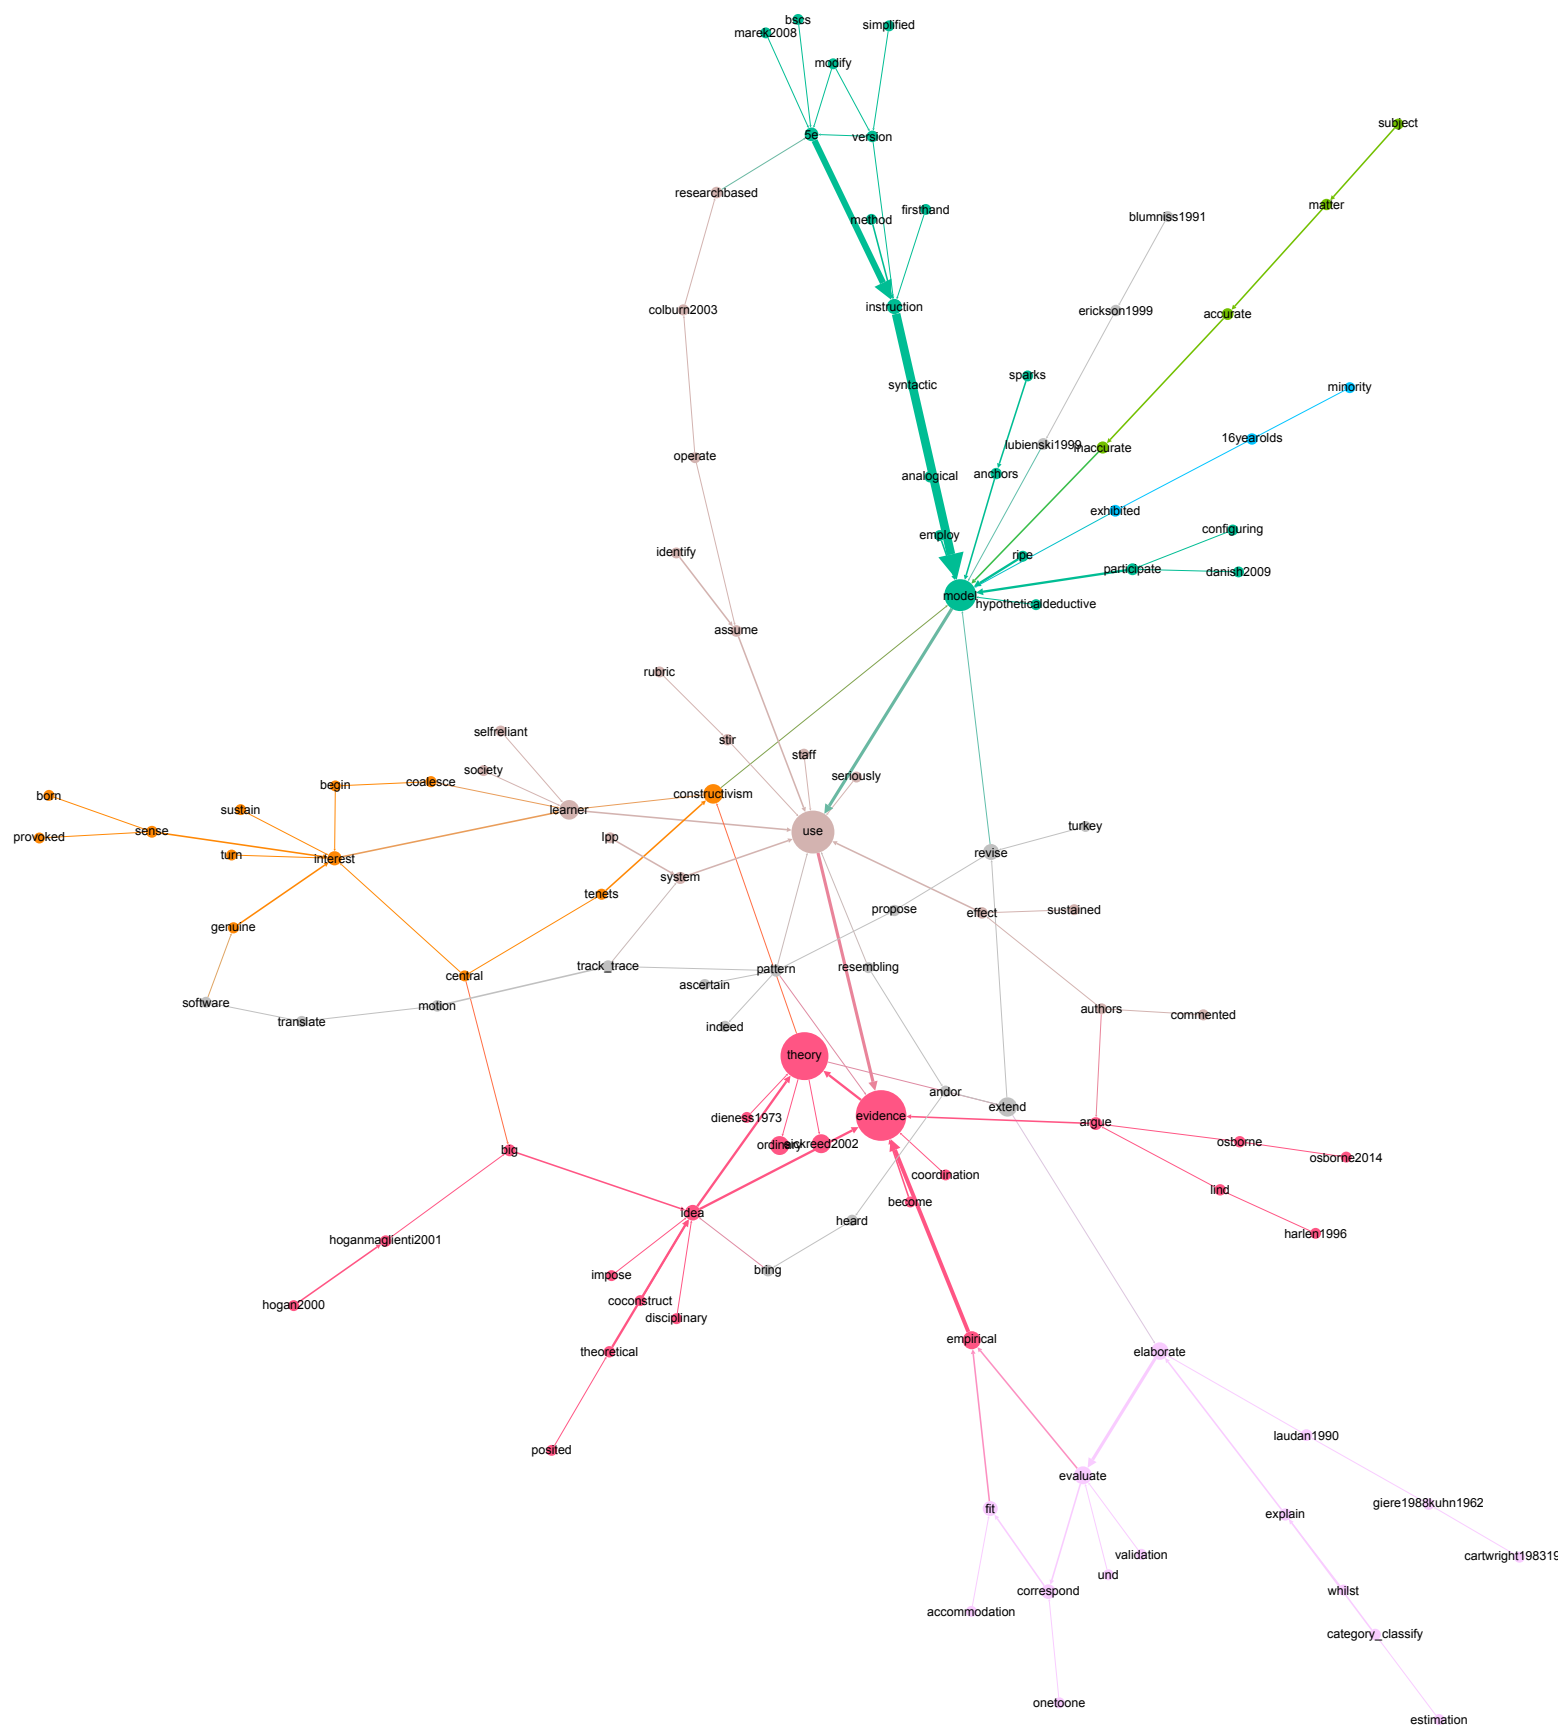 bscs
simplified
marek2008
modify
subject
5e
version
researchbased
matter
method
firsthand
blumniss1991
instruction
colburn2003
erickson1999
accurate
syntactic
sparks
minority
16yearolds
lubienski1999
inaccurate
operate
analogical
anchors
exhibited
configuring
employ
identify
ripe
participate
danish2009
model
hypotheticaldeductive
assume
rubric
selfreliant
stir
staff
society
seriously
begin
coalesce
born
constructivism
sustain
learner
turkey
provoked
sense
use
lpp
turn
interest
revise
system
tenets
propose
effect
sustained
genuine
track_trace
pattern
resembling
central
ascertain
software
motion
authors
commented
translate
indeed
theory
andor
extend
dieness1973
evidence
argue
ordinary
nickreed2002
osborne
big
osborne2014
coordination
lind
become
idea
heard
harlen1996
hoganmaglienti2001
bring
impose
coconstruct
hogan2000
disciplinary
empirical
theoretical
elaborate
laudan1990
posited
evaluate
giere1988kuhn1962
fit
explain
validation
cartwright198319
und
correspond
whilst
accommodation
category_classify
onetoone
estimation